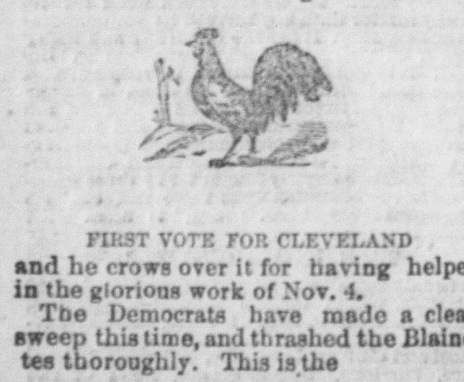 FIRST VOTE FOR CLEVELAND
and he crows over it for having helpe
in the glorious work of Nov. 4.
The Democrats have made a clea
sweep this time, and thrashed the Blain
tes thoroughly. This is the